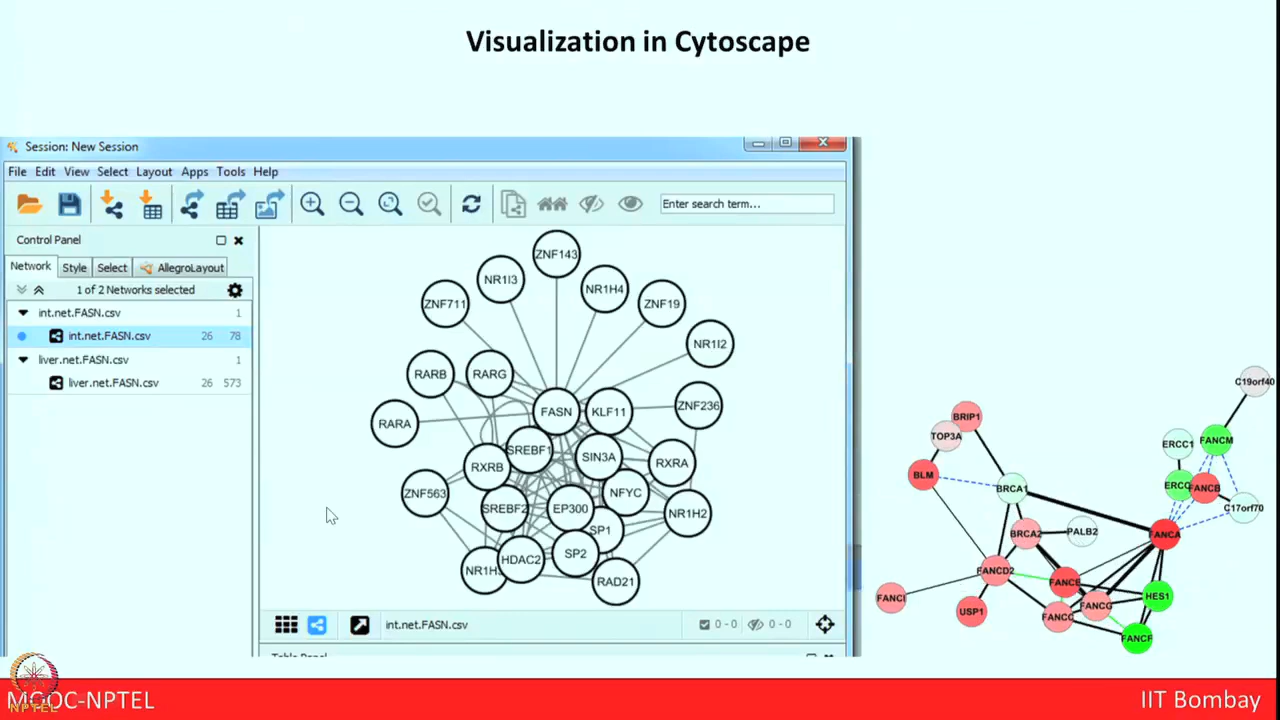 Visualization in Cytoscape
Session: New Session
File Edit View Select Layout Apps Tools Help
Enter search term...
Control Panel
Network Style Select AllegroLayout
1 of 2 Networks selected
int.net.FASN.csv 1
int.net.FASN.csv 26 78
liver.net.FASN.csv 1
liver.net.FASN.csv 26 573
ZNF143
NR1I3
NR1H4
ZNF711
ZNF19
NR1I2
RARB
RARG
FASN
KLF11
ZNF236
RARA
SREBF1
SIN3A
RXRB
RXRA
ZNF563
NFYC
SREBF2
EP300
NR1H2
SP1
HDAC2
SP2
NR1H
RAD21
int.net.FASN.csv
0 - 0
0 - 0
C19orf40
BRIP1
TOP3A
ERCC1
FANCM
BLM
BRCA1
ERCC
FANCB
C17orf70
BRCA2
PALB2
FANCA
FANCD2
FANCE
FANCI
USP1
FANCC
FANCG
HES1
FANCF
MOOC-NPTEL
NPTEL
IIT Bombay